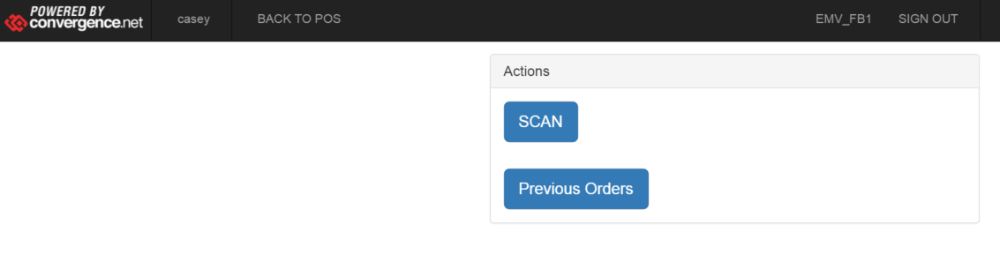 POWERED BY
convergence.net casey BACK TO POS EMV_FB1 SIGN OUT
Actions
SCAN
Previous Orders